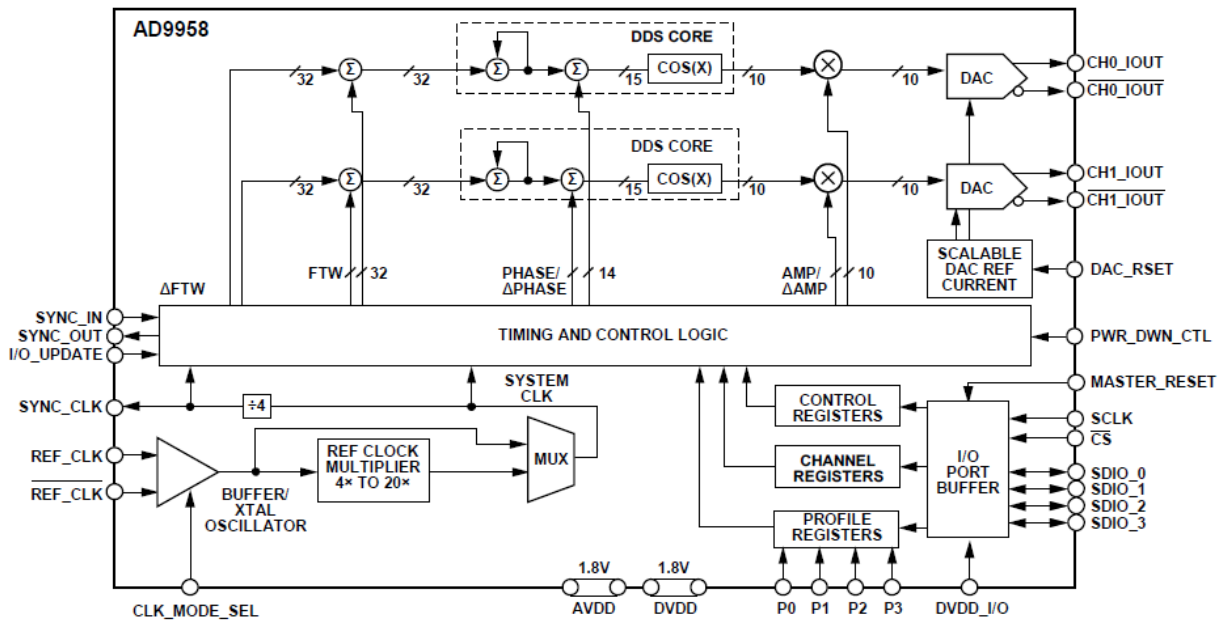 AD9958
DDS CORE
32
Σ
32
Σ
Σ
15
COS(X)
10
×
10
DAC
CH0_IOUT
CH0_IOUT
DDS CORE
32
Σ
32
Σ
Σ
15
COS(X)
10
×
10
DAC
CH1_IOUT
CH1_IOUT
ΔFTW
FTW
32
PHASE/
ΔPHASE
14
AMP/
ΔAMP
10
SCALABLE
DAC REF
CURRENT
DAC_RSET
SYNC_IN
SYNC_OUT
I/O_UPDATE
TIMING AND CONTROL LOGIC
PWR_DWN_CTL
SYNC_CLK
÷4
SYSTEM
CLK
REF_CLK
REF_CLK
BUFFER/
XTAL
OSCILLATOR
REF CLOCK
MULTIPLIER
4× TO 20×
MUX
CONTROL
REGISTERS
CHANNEL
REGISTERS
PROFILE
REGISTERS
I/O
PORT
BUFFER
MASTER_RESET
SCLK
CS
SDIO_0
SDIO_1
SDIO_2
SDIO_3
CLK_MODE_SEL
1.8V
AVDD
1.8V
DVDD
P0
P1
P2
P3
DVDD_I/O